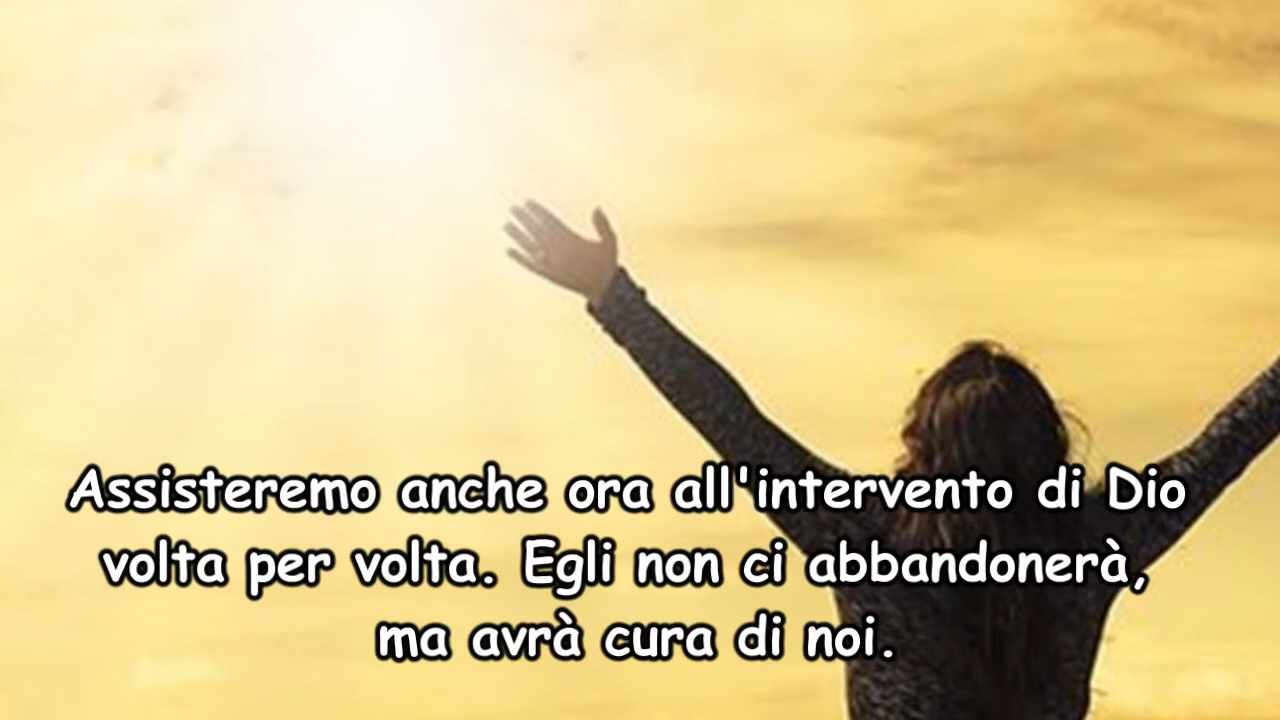 Assisteremo anche ora all'intervento di Dio
volta per volta. Egli non ci abbandonerà,
ma avrà cura di noi.